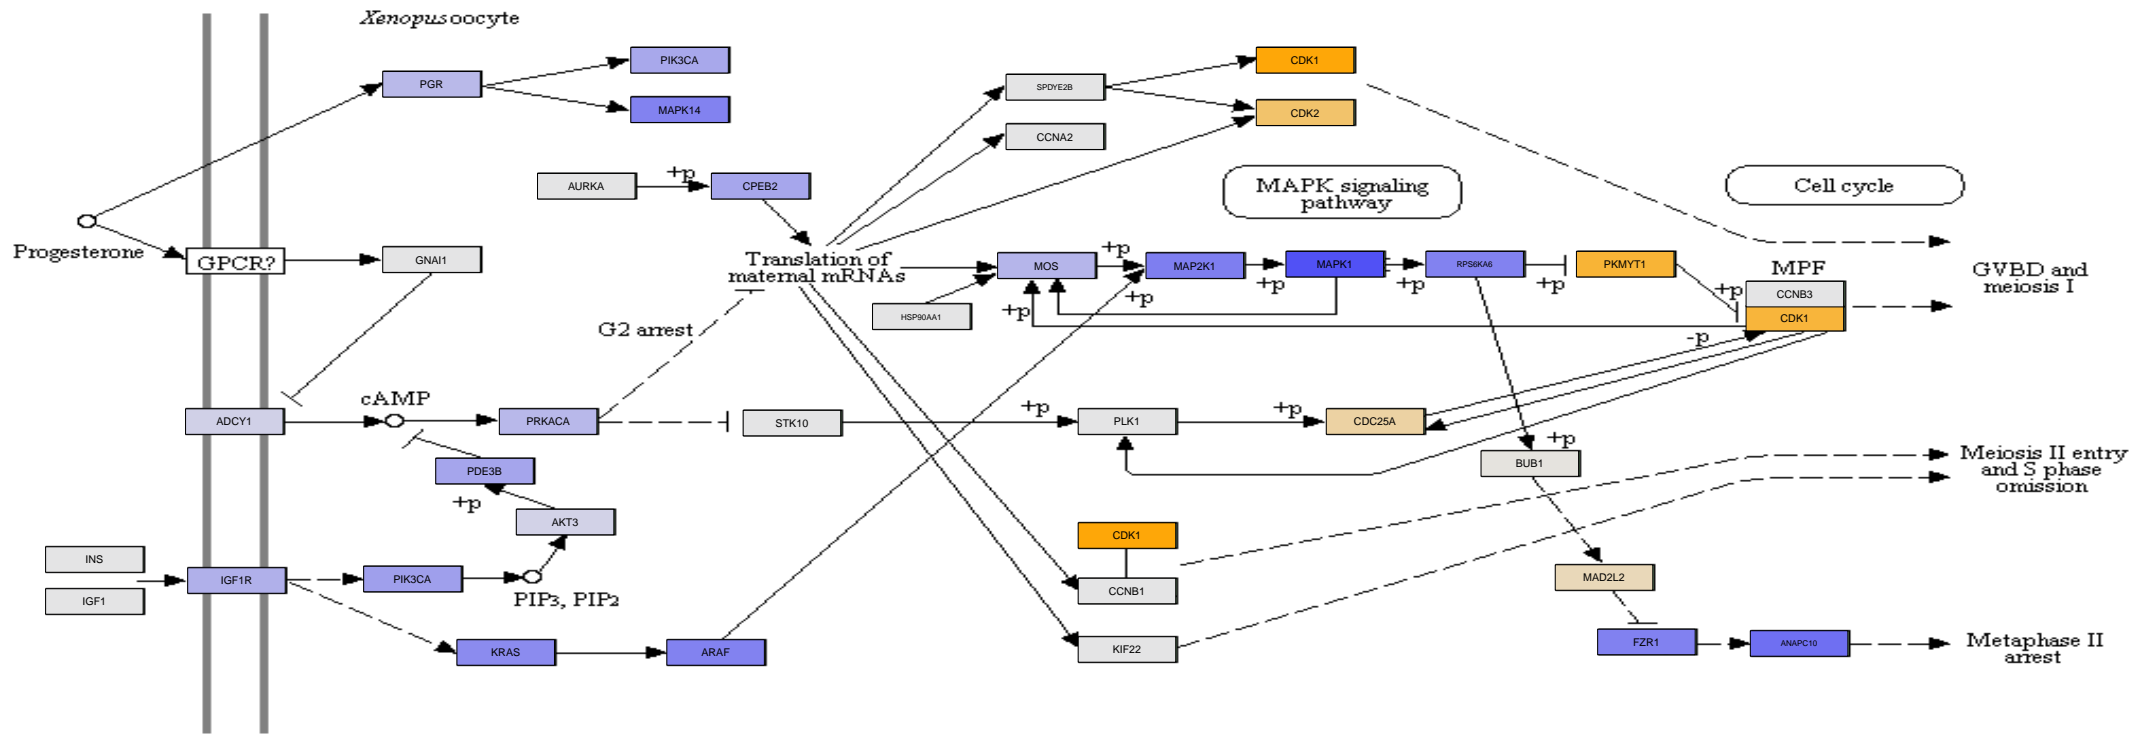 Xenopus oocyte
PIK3CA
PGR
MAPK14
CDK1
SPDYE2B
CDK2
CCNA2
AURKA
+p
CPEB2
MAPK signaling
pathway
Cell cycle
Progesterone
GPCR?
GNAI1
Translation of
maternal mRNAs
MOS
+p
MAP2K1
+p
MAPK1
+p
RPS6KA6
+p
PKMYT1
+p
MPF
CCNB3
CDK1
GVBD and
meiosis I
HSP90AA1
+p
+p
-p
G2 arrest
ADCY1
cAMP
PRKACA
STK10
+p
PLK1
+p
CDC25A
PDE3B
+p
AKT3
+p
BUB1
Meiosis II entry
and S phase
omission
INS
IGF1
IGF1R
PIK3CA
PIP3, PIP2
CDK1
CCNB1
MAD2L2
KRAS
ARAF
KIF22
FZR1
ANAPC10
Metaphase II
arrest